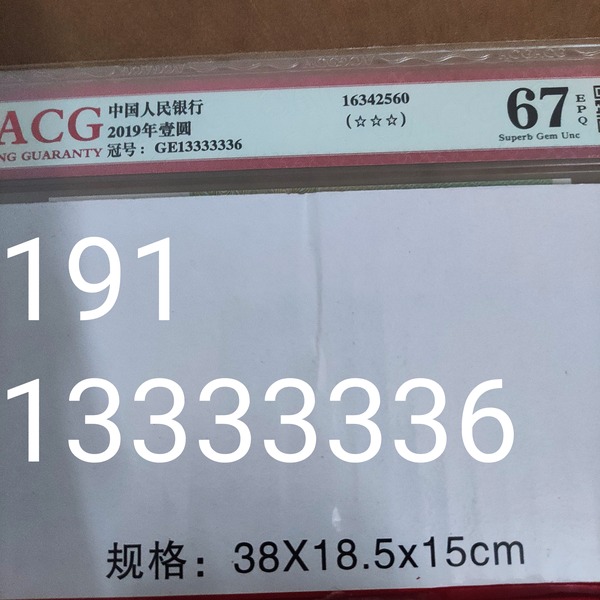 ACG
NG GUARANTY
中国人民银行
2019年壹圆
冠号：GE13333336
16342560
(☆☆☆)
67
EPQ
Superb Gem Unc
191
13333336
规格：38X18.5x15cm